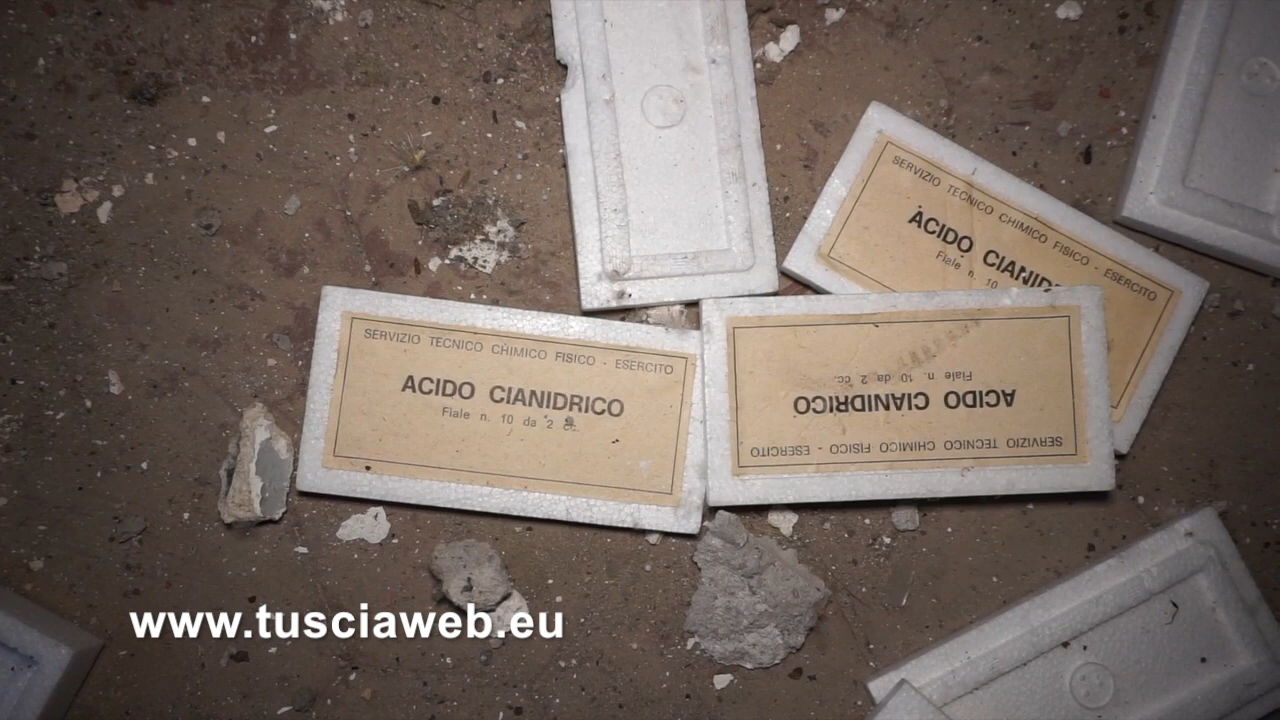 SERVIZIO TECNICO CHIMICO FISICO - ESERCITO
ACIDO CIANIDRICO
Fiale n. 10 da 2 cc.
SERVIZIO TECNICO CHIMICO FISICO - ESERCITO
ACIDO CIANIDRICO
Fiale n. 10 da 2 cc.
SERVIZIO TECNICO CHIMICO FISICO - ESERCITO
ACIDO CIANIDR
Fiale n. 10
www.tusciaweb.eu